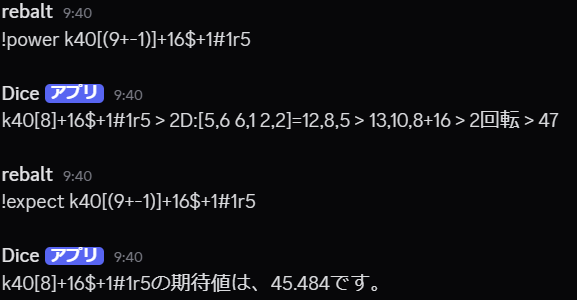 rebalt 9:40
!power k40[(9+-1)]+16$+1#1r5
Dice アプリ 9:40
k40[8]+16$+1#1r5 > 2D:[5,6 6,1 2,2]=12,8,5 > 13,10,8+16 > 2回転 > 47
rebalt 9:40
!expect k40[(9+-1)]+16$+1#1r5
Dice アプリ 9:40
k40[8]+16$+1#1r5の期待値は、45.484です。